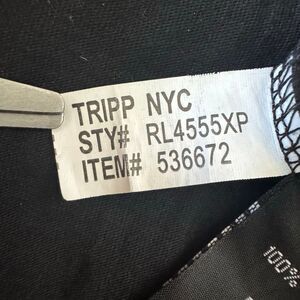 TRIPP NYC
STY# RL4555XP
ITEM# 536672
100%